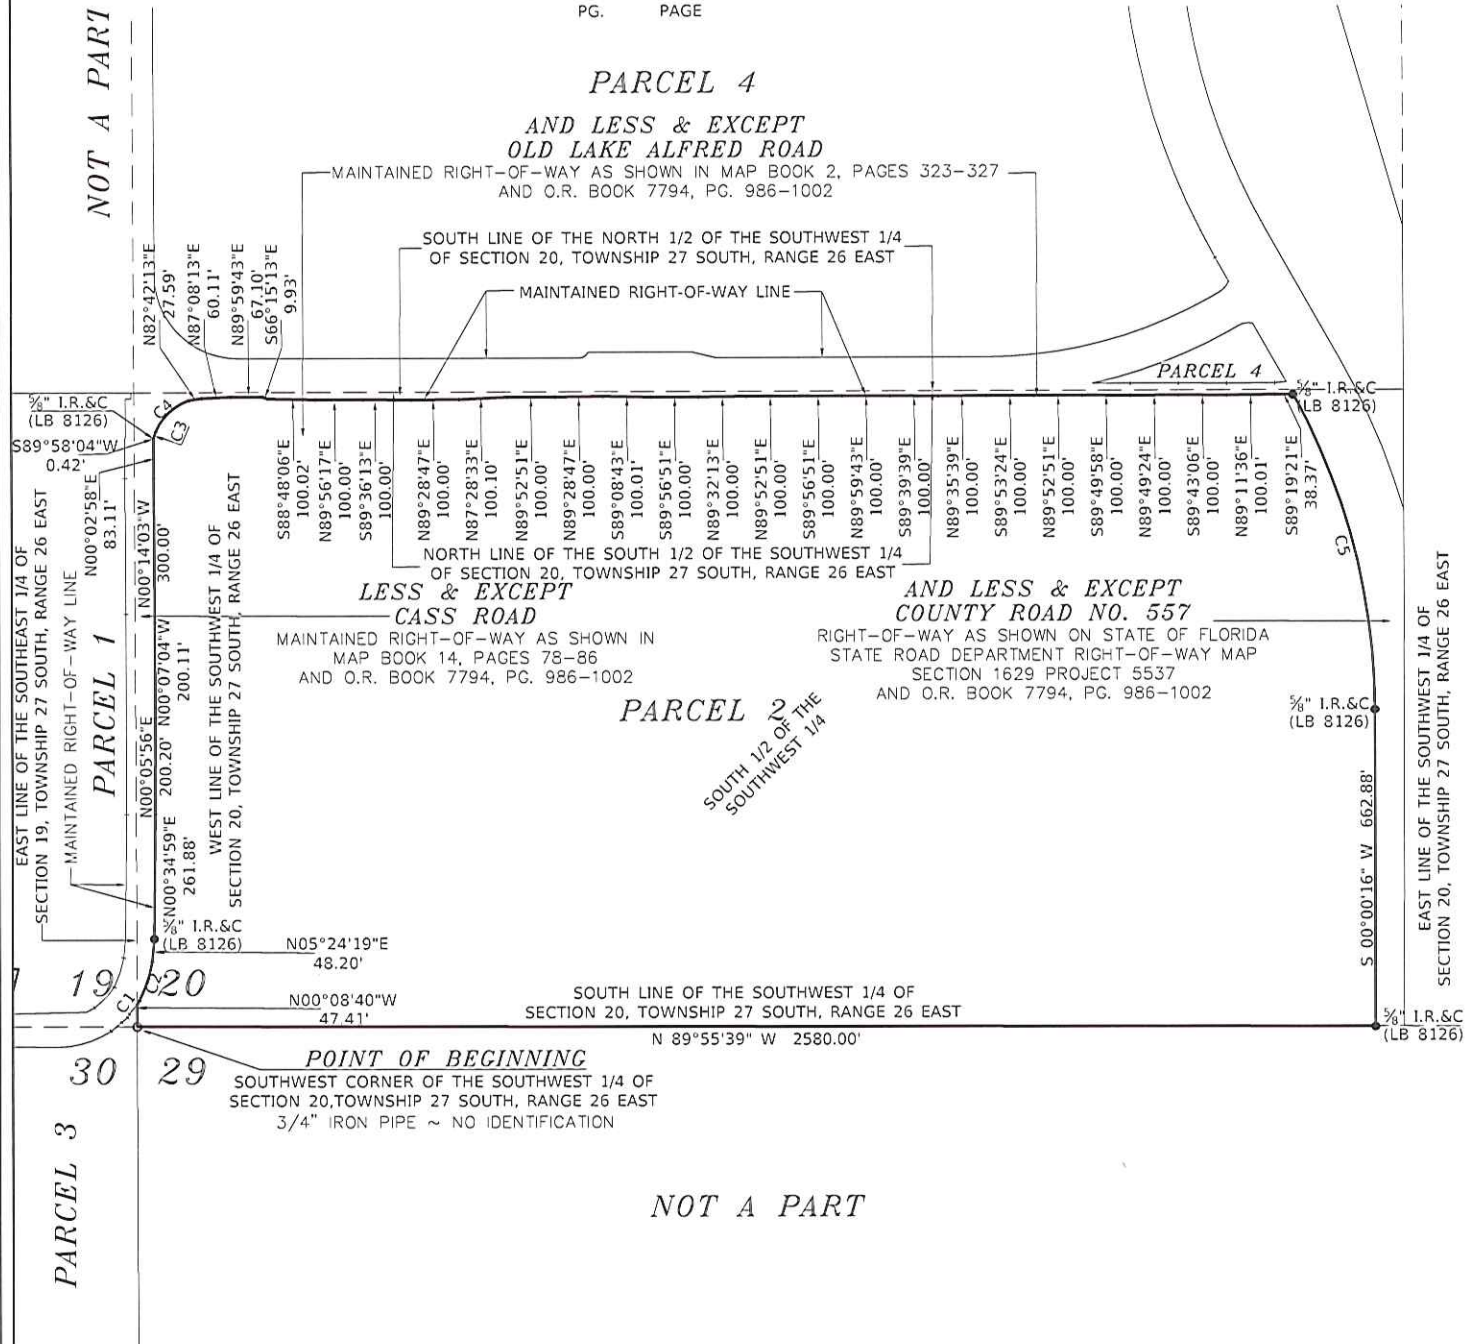 PG. PAGE
NOT A PART
PARCEL 4
AND LESS & EXCEPT
OLD LAKE ALFRED ROAD
MAINTAINED RIGHT-OF-WAY AS SHOWN IN MAP BOOK 2, PAGES 323-327
AND O.R. BOOK 7794, PG. 986-1002
SOUTH LINE OF THE NORTH 1/2 OF THE SOUTHWEST 1/4
OF SECTION 20, TOWNSHIP 27 SOUTH, RANGE 26 EAST
MAINTAINED RIGHT-OF-WAY LINE
N82°42'13"E
27.59'
N87°08'13"E
60.11'
N89°59'43"E
67.10'
S66°15'13"E
9.93'
PARCEL 4
5/8" I.R.&C
(LB 8126)
5/8" I.R.&C
(LB 8126)
C4
C3
S89°58'04"W
0.42'
N00°02'58"E
83.11'
S88°48'06"E
100.02'
N89°56'17"E
100.00'
S89°36'13"E
100.00'
N89°28'47"E
100.00'
N87°28'33"E
100.10'
N89°52'51"E
100.00'
N89°28'47"E
100.00'
S89°08'43"E
100.01'
S89°56'51"E
100.00'
N89°32'13"E
100.00'
N89°52'51"E
100.00'
S89°56'51"E
100.00'
N89°59'43"E
100.00'
S89°39'39"E
100.00'
N89°35'39"E
100.00'
S89°53'24"E
100.00'
N89°52'51"E
100.00'
S89°49'58"E
100.00'
N89°49'24"E
100.00'
S89°43'06"E
100.00'
N89°11'36"E
100.01'
S89°19'21"E
38.37'
C5
NORTH LINE OF THE SOUTH 1/2 OF THE SOUTHWEST 1/4
OF SECTION 20, TOWNSHIP 27 SOUTH, RANGE 26 EAST
LESS & EXCEPT
CASS ROAD
MAINTAINED RIGHT-OF-WAY AS SHOWN IN
MAP BOOK 14, PAGES 78-86
AND O.R. BOOK 7794, PG. 986-1002
AND LESS & EXCEPT
COUNTY ROAD NO. 557
RIGHT-OF-WAY AS SHOWN ON STATE OF FLORIDA
STATE ROAD DEPARTMENT RIGHT-OF-WAY MAP
SECTION 1629 PROJECT 5537
AND O.R. BOOK 7794, PG. 986-1002
EAST LINE OF THE SOUTHEAST 1/4 OF
SECTION 19, TOWNSHIP 27 SOUTH, RANGE 26 EAST
MAINTAINED RIGHT-OF-WAY LINE
PARCEL 1
N00°14'03"W
300.00'
N00°07'04"W
200.11'
N00°05'56"E
200.20'
N00°34'59"E
261.88'
WEST LINE OF THE SOUTHWEST 1/4 OF
SECTION 20, TOWNSHIP 27 SOUTH, RANGE 26 EAST
PARCEL 2
SOUTH 1/2 OF THE
SOUTHWEST 1/4
5/8" I.R.&C
(LB 8126)
S 00°00'16" W 662.88'
EAST LINE OF THE SOUTHWEST 1/4 OF
SECTION 20, TOWNSHIP 27 SOUTH, RANGE 26 EAST
5/8" I.R.&C
(LB 8126)
N05°24'19"E
48.20'
19
20
C1
C2
N00°08'40"W
47.41'
SOUTH LINE OF THE SOUTHWEST 1/4 OF
SECTION 20, TOWNSHIP 27 SOUTH, RANGE 26 EAST
N 89°55'39" W 2580.00'
5/8" I.R.&C
(LB 8126)
30
29
POINT OF BEGINNING
SOUTHWEST CORNER OF THE SOUTHWEST 1/4 OF
SECTION 20,TOWNSHIP 27 SOUTH, RANGE 26 EAST
3/4" IRON PIPE ~ NO IDENTIFICATION
PARCEL 3
NOT A PART